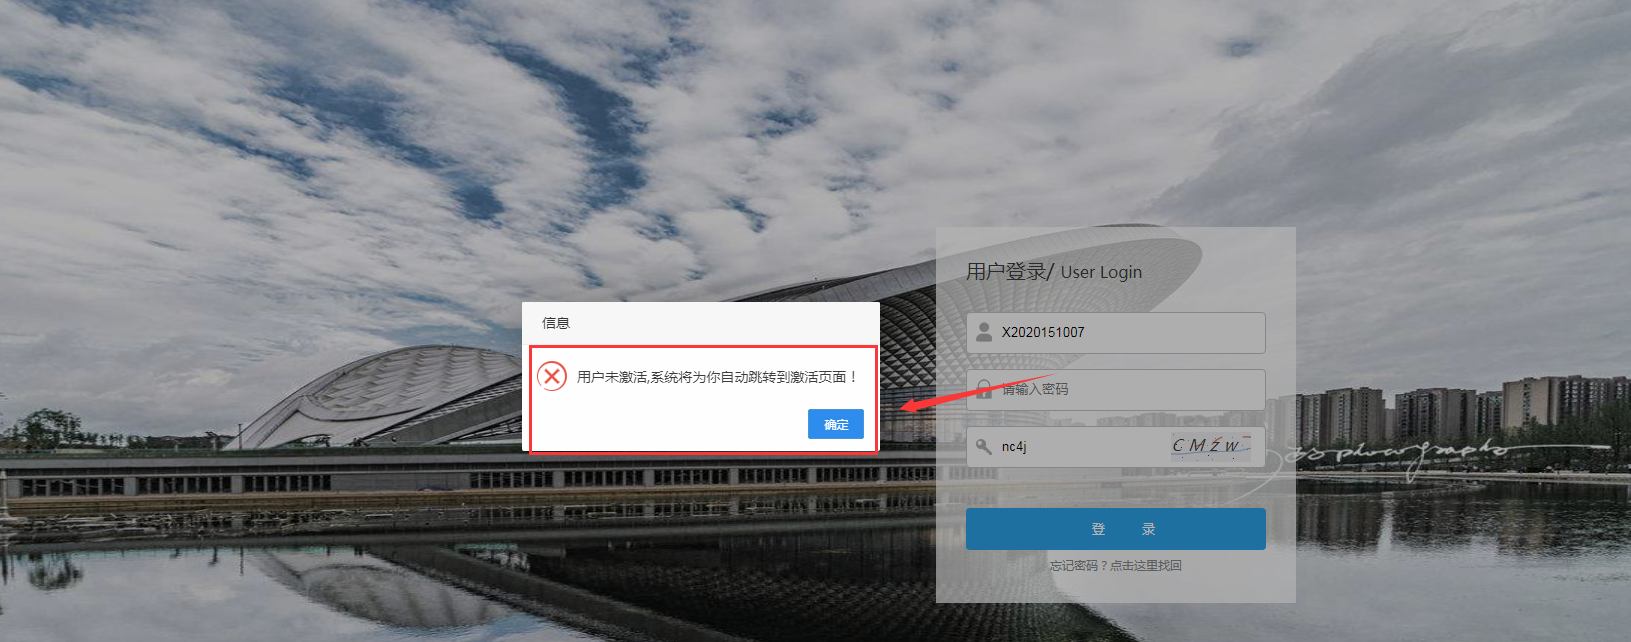 用户登录/ User Login
信息
X2020151007
用户未激活,系统将为你自动跳转到激活页面！
请输入密码
确定
nc4j
CMzw
登 录
忘记密码？点击这里找回